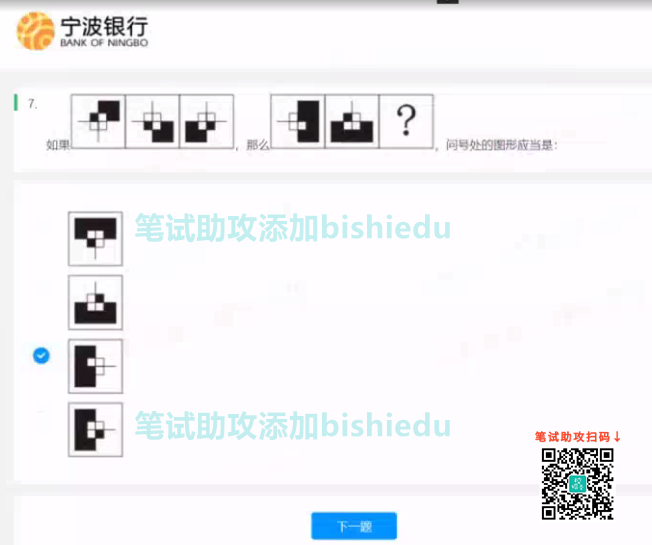 宁波银行
BANK OF NINGBO
7.
如果 ，那么 ？ ，问号处的图形应当是：
笔试助攻添加bishiedu
笔试助攻添加bishiedu
笔试助攻扫码↓
下一题